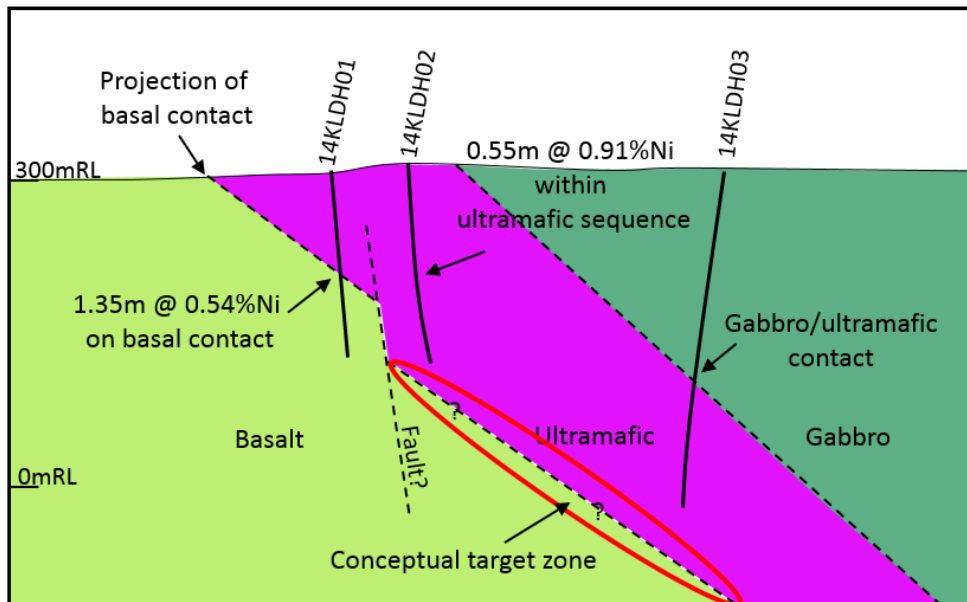 14KLDH01
14KLDH02
14KLDH03
Projection of
basal contact
300mRL
0.55m @ 0.91%Ni
within
ultramafic sequence
1.35m @ 0.54%Ni
on basal contact
Gabbro/ultramafic
contact
?
Basalt
Fault?
Ultramafic
Gabbro
0mRL
?
Conceptual target zone